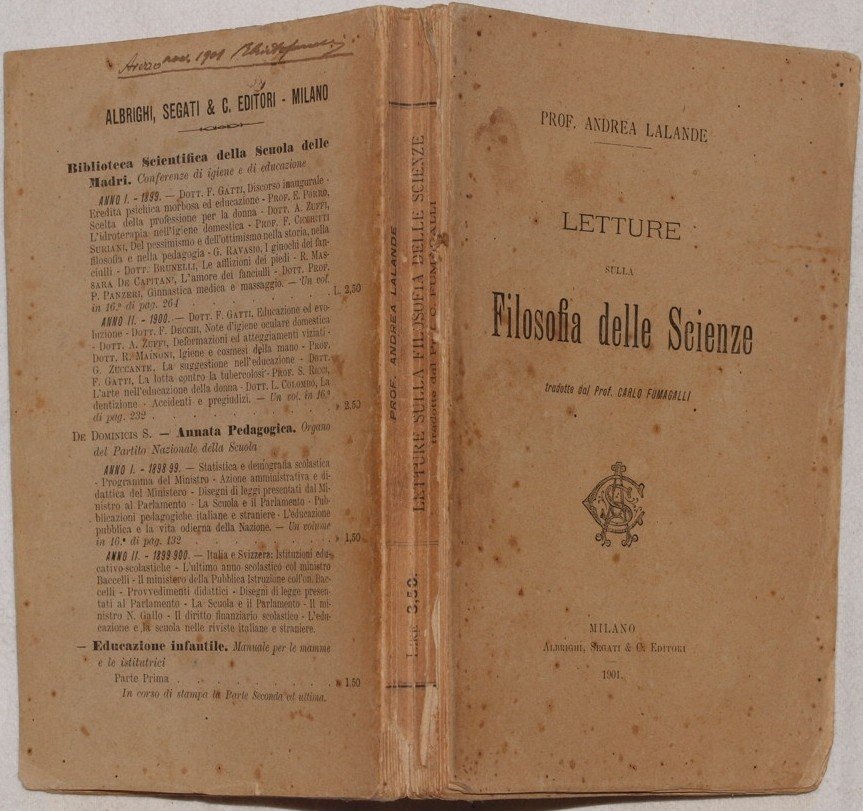 Arezzo nov. 1901
ALBRIGHI, SEGATI & C. EDITORI - MILANO
Biblioteca Scientifica della Scuola delle
Madri. Conferenze di igiene e di educazione
ANNO I. - 1899. — DOTT. F. GATTI, Discorso inaugurale -
Eredità psichica morbosa ed educazione - PROF. E. PORRO,
Scelta della professione per la donna - DOTT. A. ZUFFI,
L'idroterapia nell'igiene domestica - PROF. F. CECHITTI
SURIANI, Del pessimismo e dell'ottimismo nella storia, nella
filosofia e nella pedagogia - G. RAVASIO, I ginochi dei fan-
ciulli - DOTT. BRUNELLI, Le afflizioni dei piedi - R. MAS-
SARA DE CAPITANI, L'amore dei fanciulli - DOTT. PROF.
P. PANZERI, Ginnastica medica e massaggio. — Un vol.
in 16.º di pag. 264 . . . L. 2,50
ANNO II. - 1900. — DOTT. F. GATTI, Educazione ed evo-
luzione - DOTT. F. DECCHI, Note d'igiene oculare domestica
- DOTT. A. ZUFFI, Deformazioni ed atteggiamenti viziati -
DOTT. R. MAINONI, Igiene e cosmesi della mano - PROF.
G. ZUCCANTE, La suggestione nell'educazione - DOTT.
F. GATTI, La lotta contro la tubercolosi - PROF. S. RICCI,
L'arte nell'educazione della donna - DOTT. L. COLOMBO, La
dentizione - Accidenti e pregiudizi. — Un vol. in 16º
di pag. 232 . . . » 2,50
DE DOMINICIS S. — Annata Pedagogica. Organo
del Partito Nazionale della Scuola
ANNO I. - 1898 99. — Statistica e demografia scolastica
- Programma del Ministro - Azione amministrativa e di-
dattica del Ministero - Disegni di leggi presentati dal Mi-
nistro al Parlamento - La Scuola e il Parlamento - Pub-
blicazioni pedagogiche italiane e straniere - L'educazione
pubblica e la vita odiegna della Nazione. — Un volume
in 16.º di pag. 132 . . . » 1,50
ANNO II. - 1899-900. — Italia e Svizzera: Istituzioni edu-
cativo-scolastiche - L'ultimo anno scolastico col ministro
Baccelli - Il ministero della Pubblica Istruzione coll'on. Bac-
celli - Provvedimenti didattici - Disegni di legge presen-
tati al Parlamento - La Scuola e il Parlamento - Il mi-
nistro N. Gallo - Il diritto finanziario scolastico - L'edu-
cazione e la scuola nelle riviste italiane e straniere.
— Educazione infantile. Manuale per le mamme
e le istitutrici
Parte Prima . . . » 1,50
In corso di stampa la Parte Seconda ed ultima.
PROF. ANDREA LALANDE
LETTURE SULLA FILOSOFIA DELLE SCIENZE
tradotte dal Prof. C. FUMAGALLI
LIRE 3,50.
PROF. ANDREA LALANDE
LETTURE
SULLA
Filosofia delle Scienze
tradotte dal Prof. CARLO FUMAGALLI
MILANO
ALBRIGHI, SEGATI & C. EDITORI
1901.